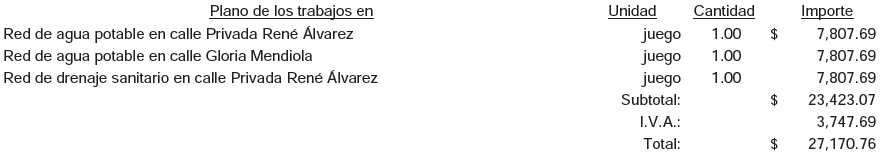 Plano de los trabajos en Unidad Cantidad Importe
Red de agua potable en calle Privada René Álvarez juego 1.00 $ 7,807.69
Red de agua potable en calle Gloria Mendiola juego 1.00 7,807.69
Red de drenaje sanitario en calle Privada René Álvarez juego 1.00 7,807.69
Subtotal: $ 23,423.07
I.V.A.: 3,747.69
Total: $ 27,170.76